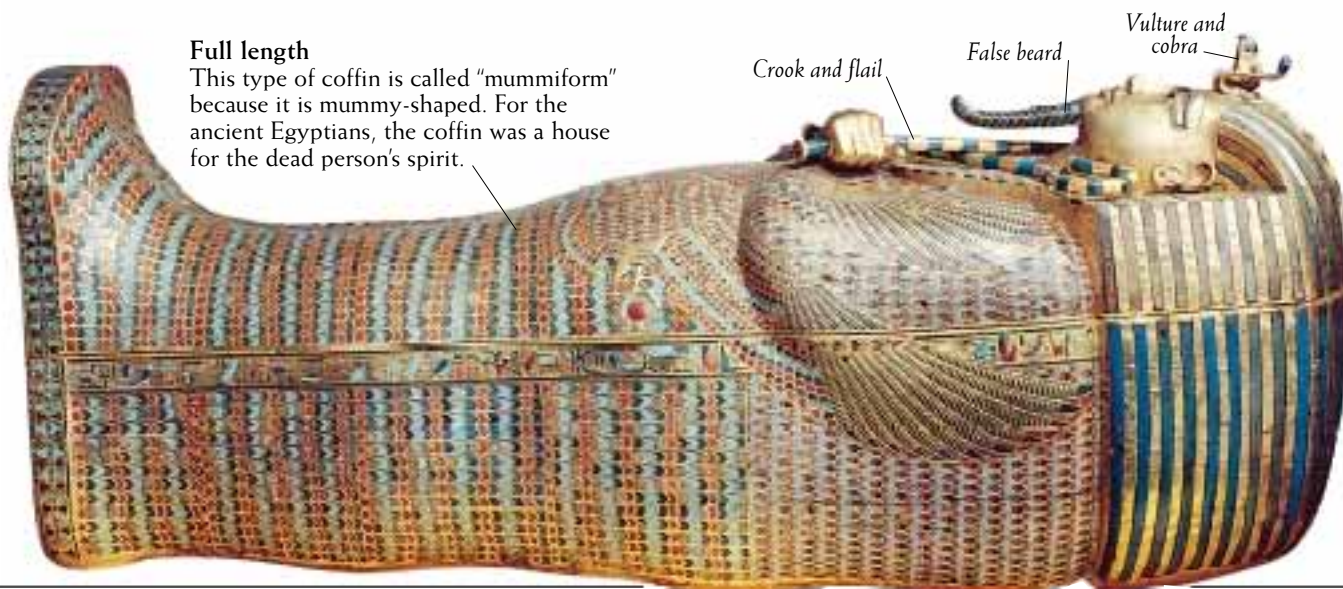 Full length
This type of coffin is called “mummiform”
because it is mummy-shaped. For the
ancient Egyptians, the coffin was a house
for the dead person’s spirit.
Crook and flail
False beard
Vulture and
cobra